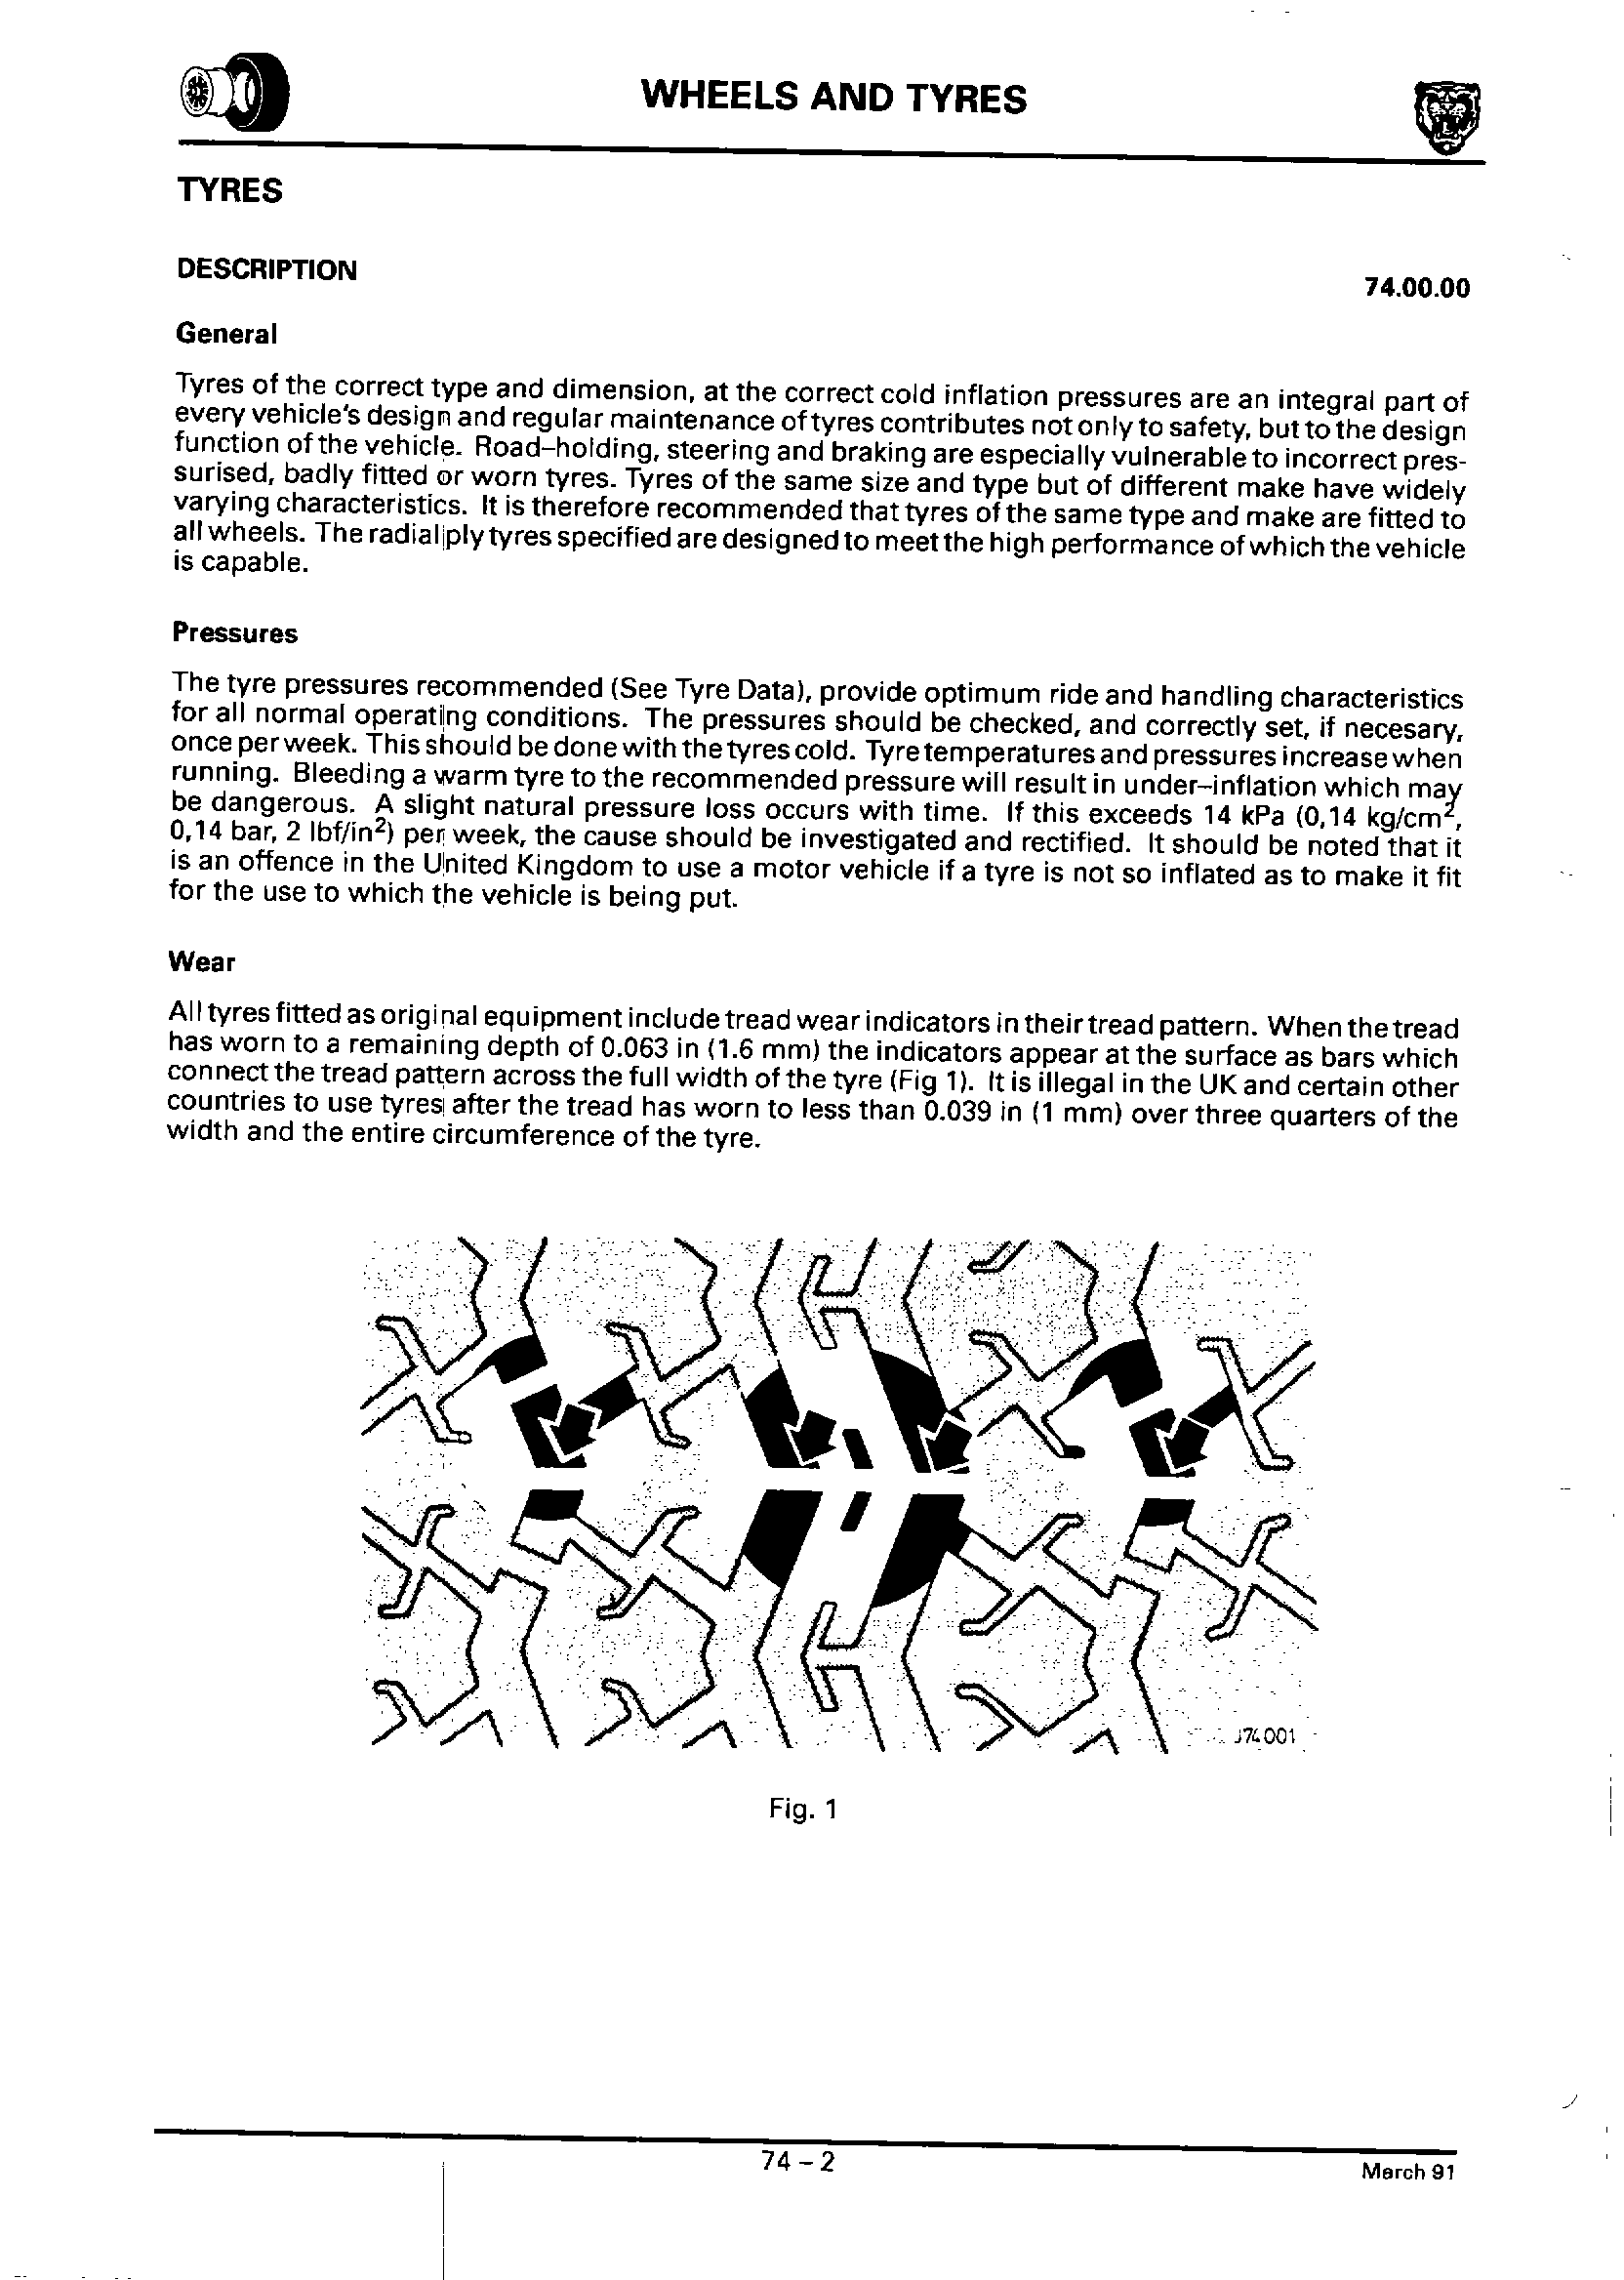 WHEELS AND TYRES
TYRES
DESCRIPTION
74.00.00
General
Tyres of the correct type and dimension, at the correct cold inflation pressures are an integral part of
every vehicle's design and regular maintenance of tyres contributes not only to safety, but to the design
function of the vehicle. Road-holding, steering and braking are especially vulnerable to incorrect pres-
surised, badly fitted or worn tyres. Tyres of the same size and type but of different make have widely
varying characteristics. It is therefore recommended that tyres of the same type and make are fitted to
all wheels. The radial ply tyres specified are designed to meet the high performance of which the vehicle
is capable.
Pressures
The tyre pressures recommended (See Tyre Data), provide optimum ride and handling characteristics
for all normal operating conditions. The pressures should be checked, and correctly set, if necesary,
once per week. This should be done with the tyres cold. Tyre temperatures and pressures increase when
running. Bleeding a warm tyre to the recommended pressure will result in under-inflation which may
be dangerous. A slight natural pressure loss occurs with time. If this exceeds 14 kPa (0,14 kg/cm²,
0,14 bar, 2 lbf/in²) per week, the cause should be investigated and rectified. It should be noted that it
is an offence in the United Kingdom to use a motor vehicle if a tyre is not so inflated as to make it fit
for the use to which the vehicle is being put.
Wear
All tyres fitted as original equipment include tread wear indicators in their tread pattern. When the tread
has worn to a remaining depth of 0.063 in (1.6 mm) the indicators appear at the surface as bars which
connect the tread pattern across the full width of the tyre (Fig 1). It is illegal in the UK and certain other
countries to use tyres after the tread has worn to less than 0.039 in (1 mm) over three quarters of the
width and the entire circumference of the tyre.
J74001
Fig. 1
74 – 2
March 91